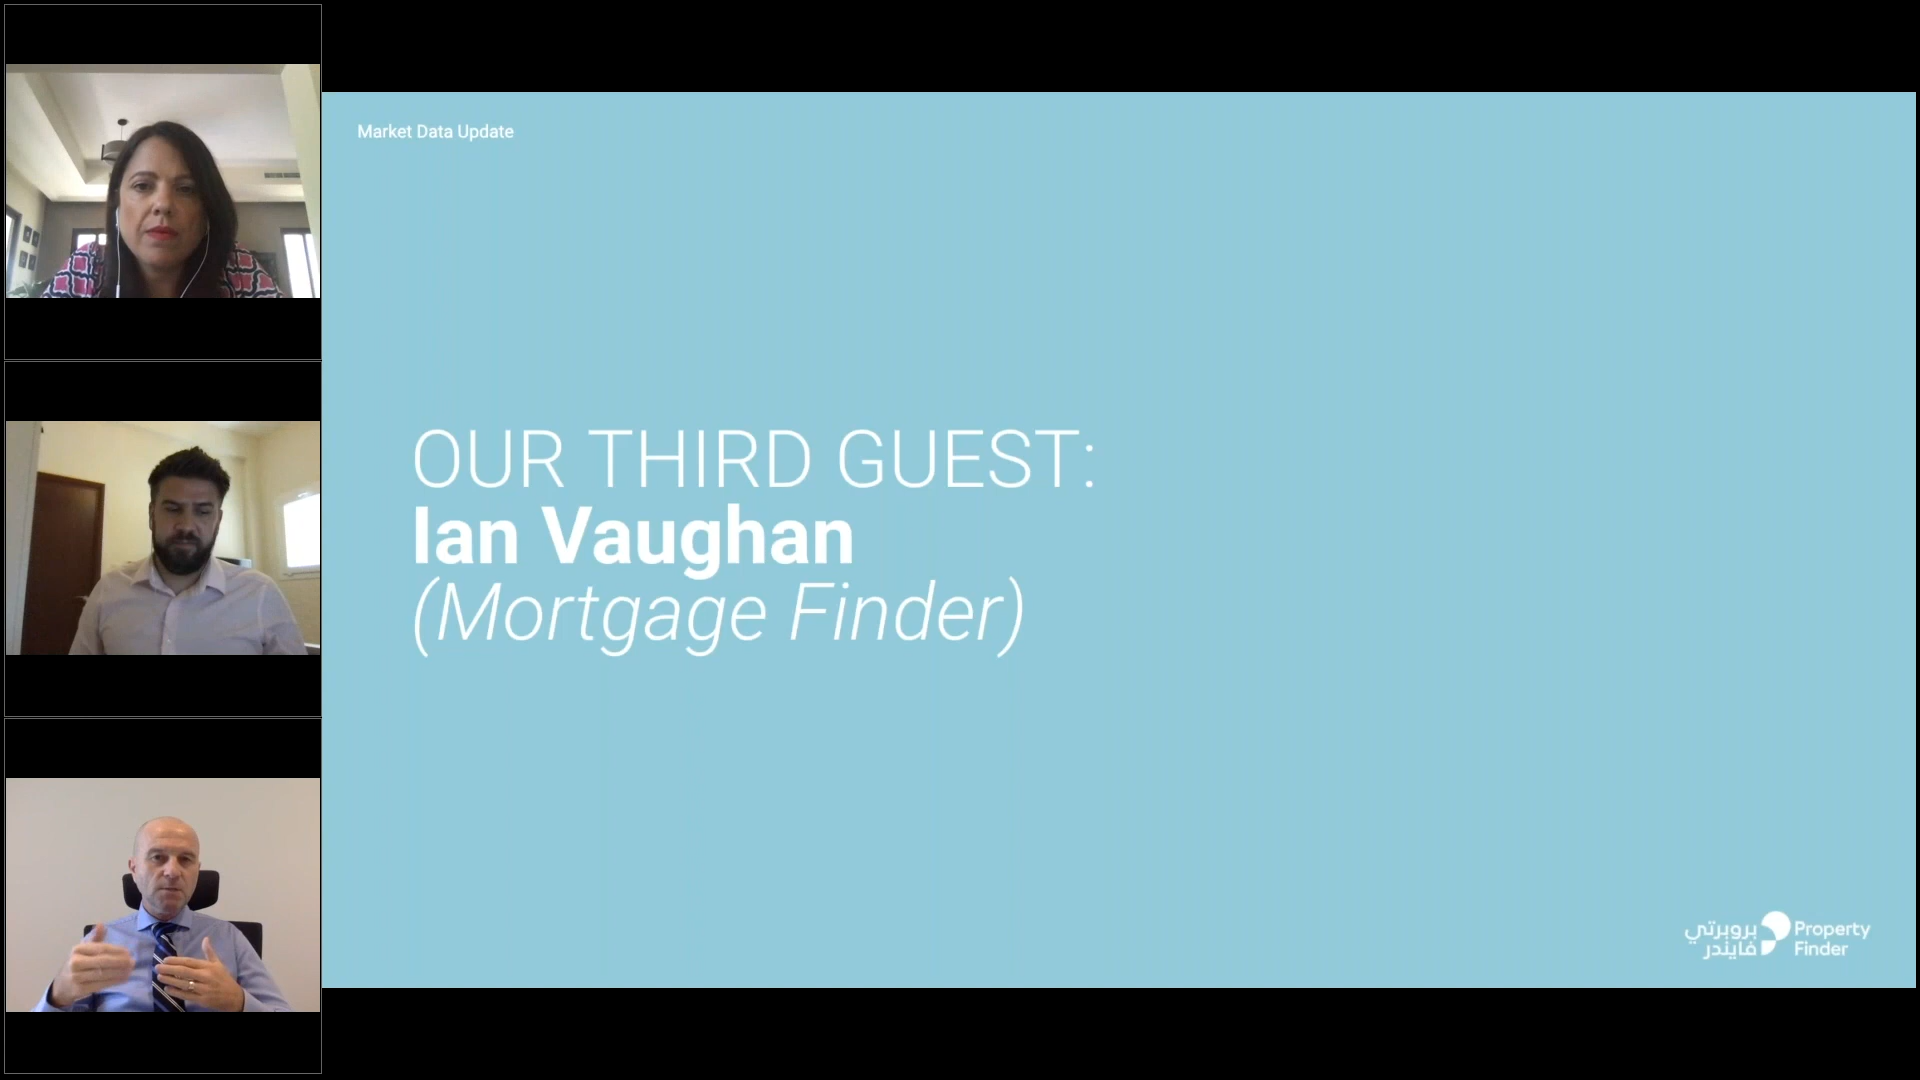 Market Data Update
OUR THIRD GUEST:
Ian Vaughan
(Mortgage Finder)
بروبرتي
فايندر
Property
Finder